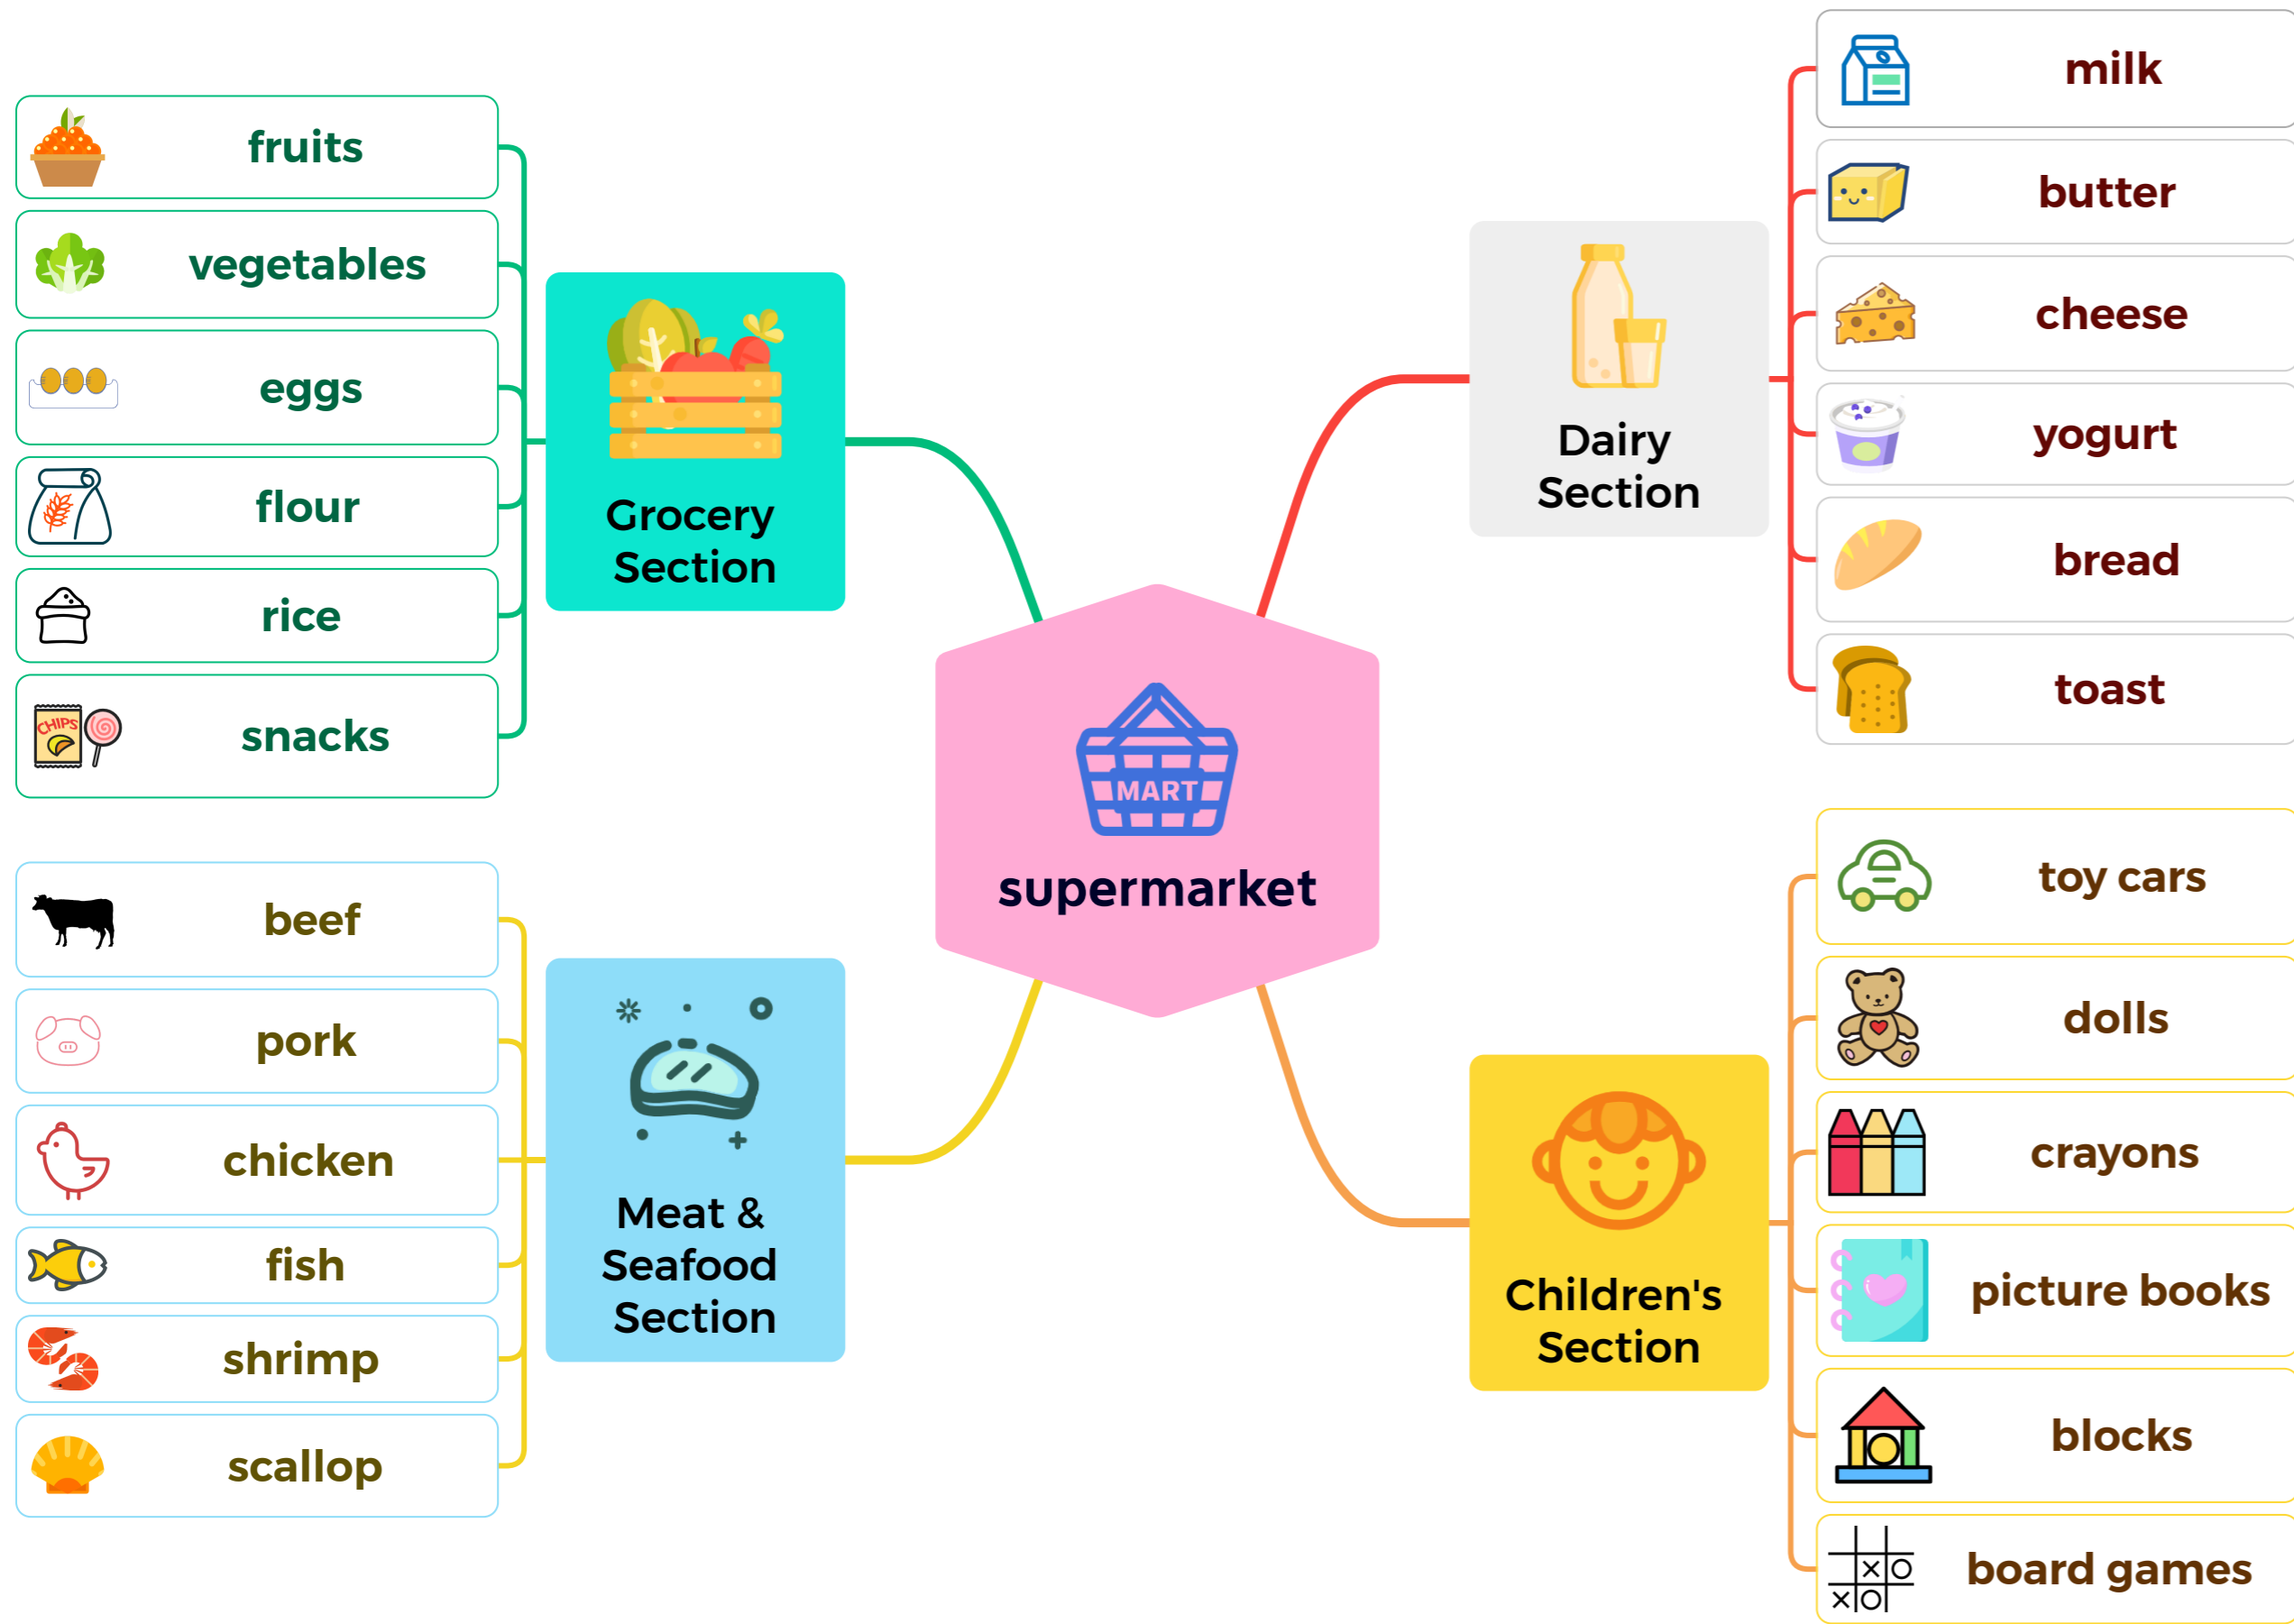 fruits
vegetables
eggs
flour
rice
CHIPS
snacks
Grocery
Section
beef
pork
chicken
fish
shrimp
scallop
Meat &
Seafood
Section
MART
supermarket
Dairy
Section
milk
butter
cheese
yogurt
bread
toast
Children's
Section
toy cars
dolls
crayons
picture books
blocks
board games